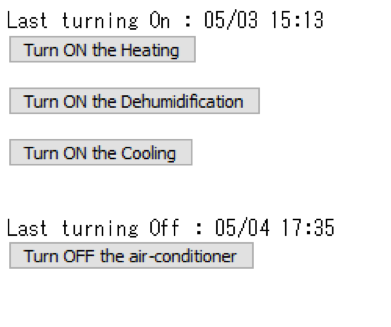 Last turning On : 05/03 15:13
Turn ON the Heating
Turn ON the Dehumidification
Turn ON the Cooling
Last turning Off : 05/04 17:35
Turn OFF the air-conditioner